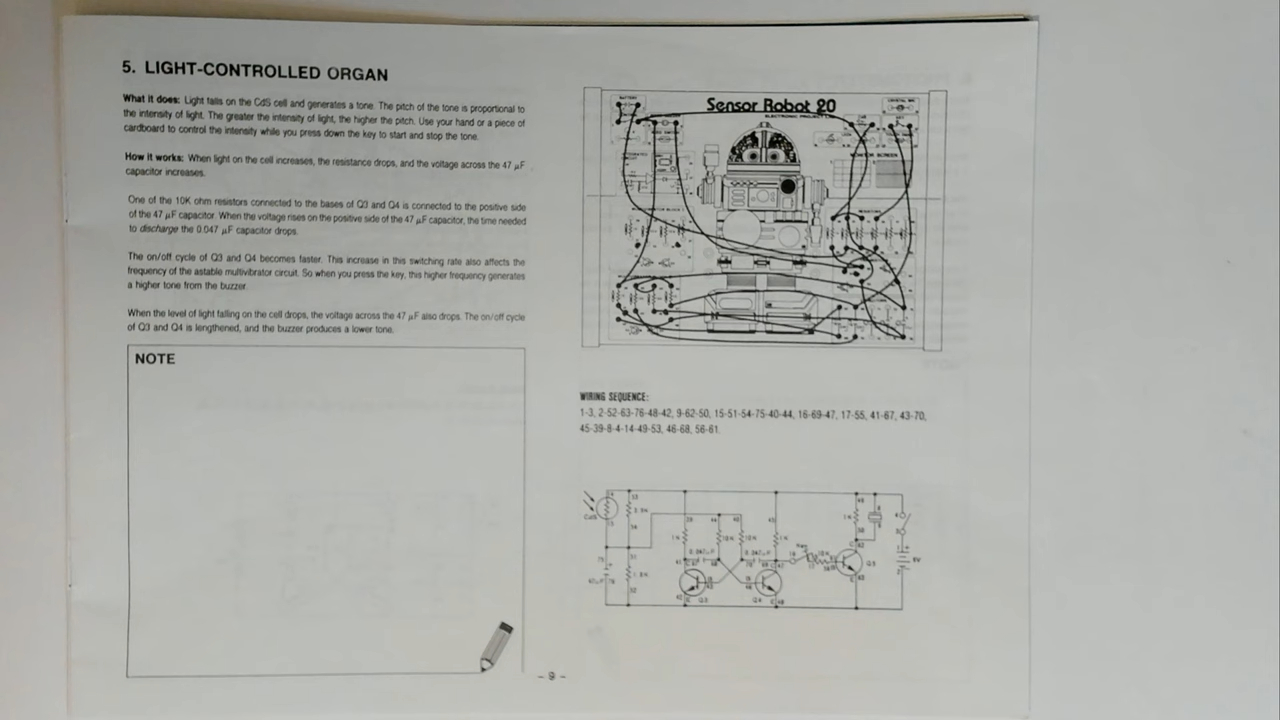 5. LIGHT-CONTROLLED ORGAN
What it does: Light falls on the CdS cell and generates a tone. The pitch of the tone is proportional to
the intensity of light. The greater the intensity of light, the higher the pitch. Use your hand or a piece of
cardboard to control the intensity while you press down the key to start and stop the tone.
How it works: When light on the cell increases, the resistance drops, and the voltage across the 47 µF
capacitor increases.
One of the 10K ohm resistors connected to the bases of Q3 and Q4 is connected to the positive side
of the 47 µF capacitor. When the voltage rises on the positive side of the 47 µF capacitor, the time needed
to discharge the 0.047 µF capacitor drops.
The on/off cycle of Q3 and Q4 becomes faster. This increase in this switching rate also affects the
frequency of the astable multivibrator circuit. So when you press the key, this higher frequency generates
a higher tone from the buzzer.
When the level of light falling on the cell drops, the voltage across the 47 µF also drops. The on/off cycle
of Q3 and Q4 is lengthened, and the buzzer produces a lower tone.
NOTE
Sensor Robot 20
WIRING SEQUENCE:
1-3, 2-52-63-76-48-42, 9-62-50, 15-51-54-75-40-44, 16-69-47, 17-55, 41-67, 43-70,
45-39-8-4-14-49-53, 46-68, 56-61.
CdS
Key
Q3
Q4
Q5
9V
- 9 -